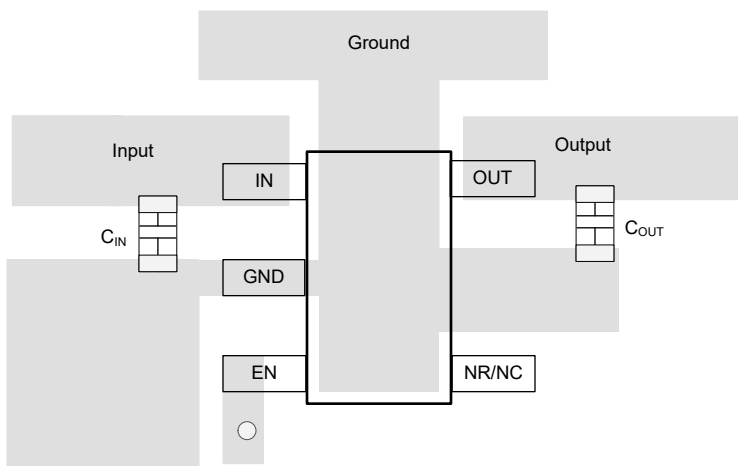 Ground
Input
Output
IN
OUT
CIN
COUT
GND
EN
NR/NC